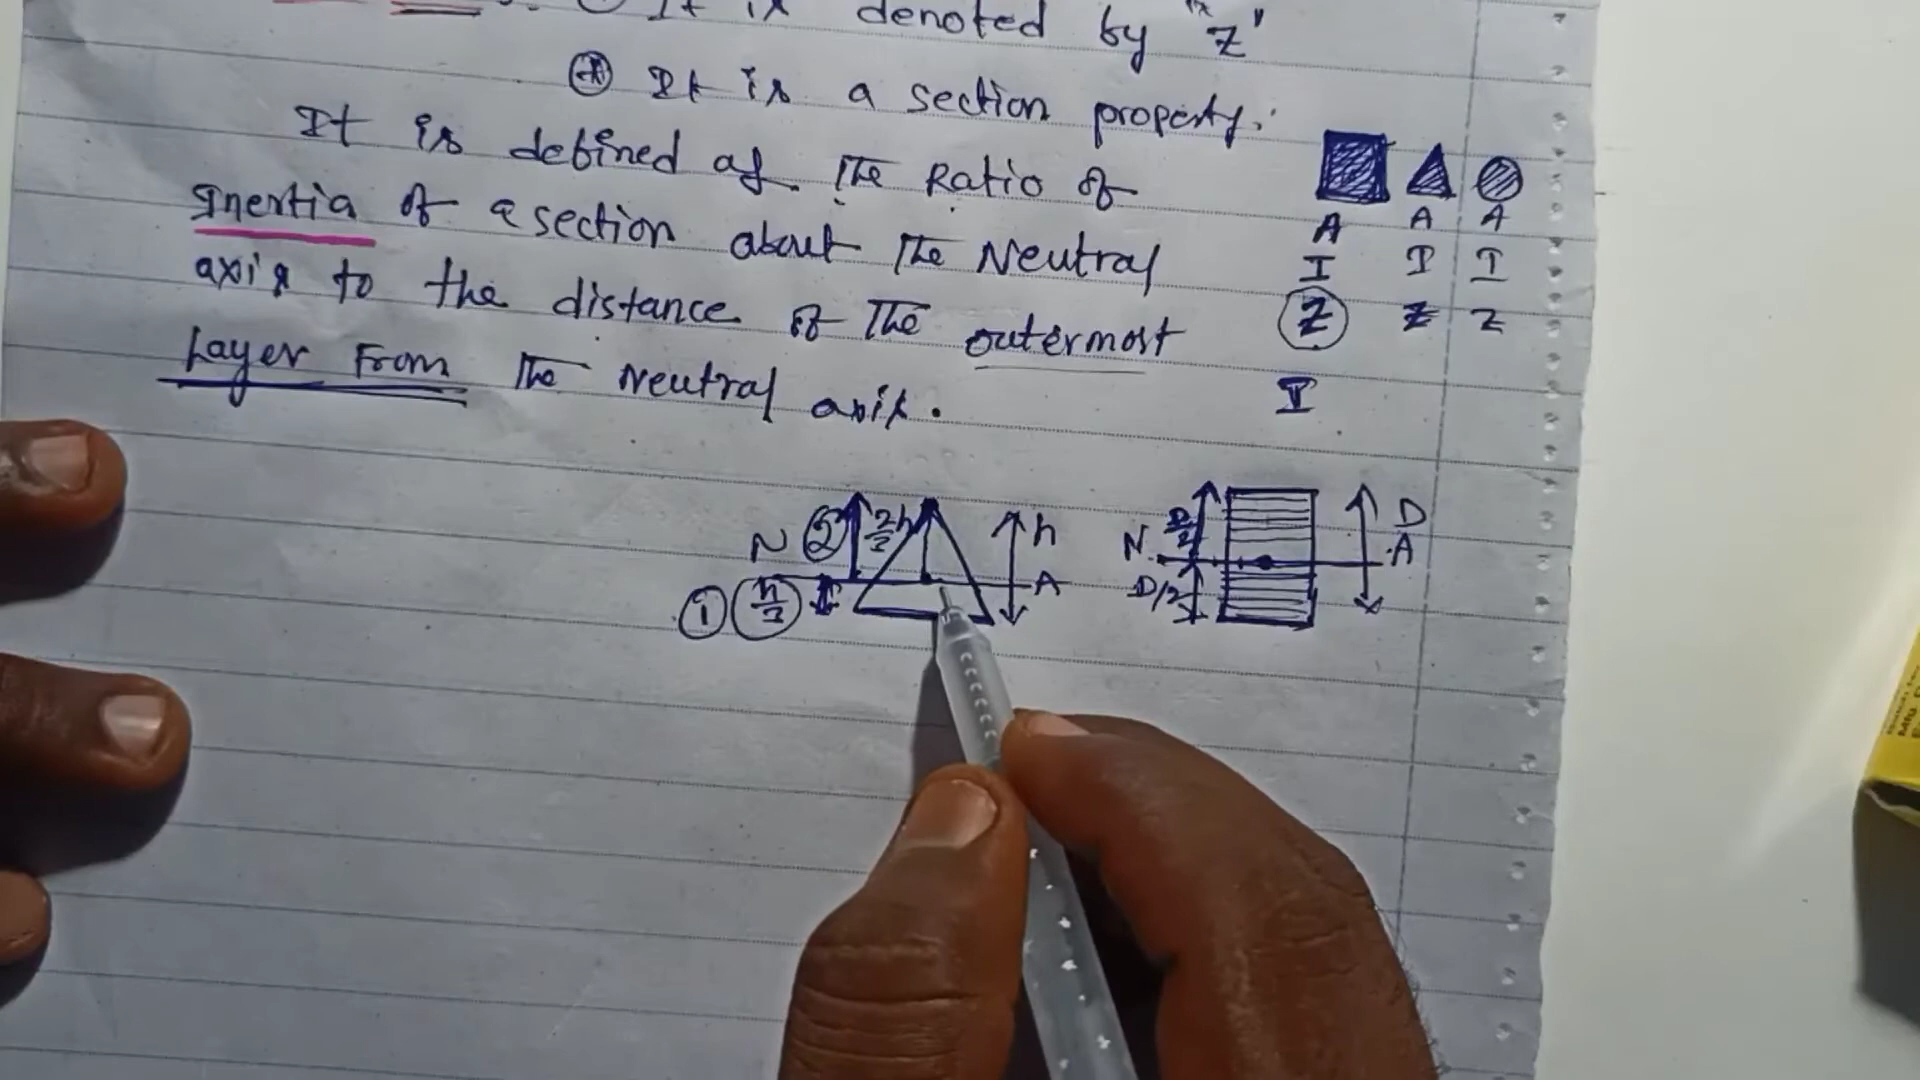 It is denoted by "Z"
It is a section property.
It is defined as. The Ratio of
Inertia of a section about The Neutral
axis to the distance of The outermost
Layer From The Neutral axis.
A A A
I I I
Z Z Z
I
N 2 2h/3 h
A
1 h/3
N D/2 D
A
D/2